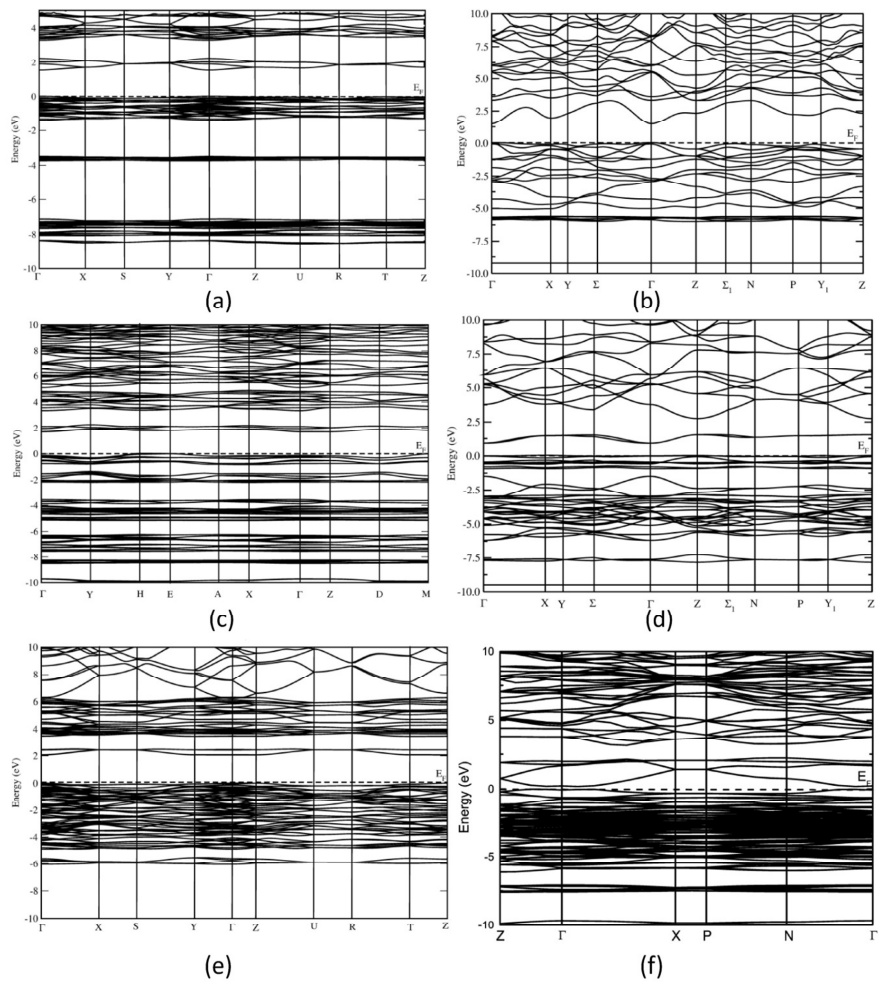 4
2
0
-2
-4
-6
-8
-10
Energy (eV)
E_F
Γ X S Y Γ Z U R T Z
(a)
10.0
7.5
5.0
2.5
0.0
-2.5
-5.0
-7.5
10.0
Energy (eV)
E_F
Γ X Y Σ Γ Z Σ₁ N P Y₁ Z
(b)
10
8
6
4
2
0
-2
-4
-6
-8
-10
Energy (eV)
E_F
Γ Y H E A X Γ Z D M
(c)
10.0
7.5
5.0
2.5
0.0
-2.5
-5.0
-7.5
-10.0
Energy (eV)
E_F
Γ X Y Σ Γ Z Σ₁ N P Y₁ Z
(d)
10
8
6
4
2
0
-2
-4
-6
-8
-10
Energy (eV)
E_F
Γ X S Y Γ Z U R T Z
(e)
10
5
0
-5
-10
Energy (eV)
E_F
Z Γ X P N Γ
(f)